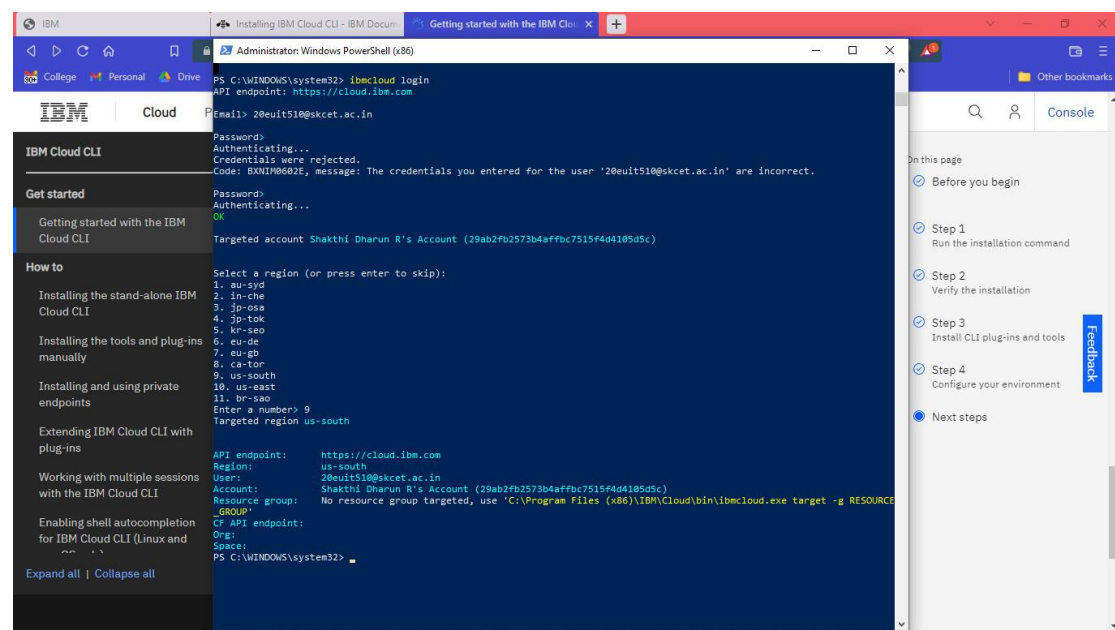 IBM
Installing IBM Cloud CLI - IBM Docum
Getting started with the IBM Clou
Administrator: Windows PowerShell (x86)
College
Personal
Drive
Other bookmarks
IBM
Cloud
P
Console
IBM Cloud CLI
Get started
Getting started with the IBM
Cloud CLI
How to
Installing the stand-alone IBM
Cloud CLI
Installing the tools and plug-ins
manually
Installing and using private
endpoints
Extending IBM Cloud CLI with
plug-ins
Working with multiple sessions
with the IBM Cloud CLI
Enabling shell autocompletion
for IBM Cloud CLI (Linux and
Expand all | Collapse all
PS C:\WINDOWS\system32> ibmcloud login
API endpoint: https://cloud.ibm.com
Email> 20euit510@skcet.ac.in
Password>
Authenticating...
Credentials were rejected.
Code: BXNIM0602E, message: The credentials you entered for the user '20euit510@skcet.ac.in' are incorrect.
Password>
Authenticating...
OK
Targeted account Shakthi Dharun R's Account (29ab2fb2573b4affbc7515f4d4105d5c)
Select a region (or press enter to skip):
1. au-syd
2. in-che
3. jp-osa
4. jp-tok
5. kr-seo
6. eu-de
7. eu-gb
8. ca-tor
9. us-south
10. us-east
11. br-sao
Enter a number> 9
Targeted region us-south
API endpoint: https://cloud.ibm.com
Region: us-south
User: 20euit510@skcet.ac.in
Account: Shakthi Dharun R's Account (29ab2fb2573b4affbc7515f4d4105d5c)
Resource group: No resource group targeted, use 'C:\Program Files (x86)\IBM\Cloud\bin\ibmcloud.exe target -g RESOURCE
_GROUP'
CF API endpoint:
Org:
Space:
PS C:\WINDOWS\system32>
On this page
Before you begin
Step 1
Run the installation command
Step 2
Verify the installation
Step 3
Install CLI plug-ins and tools
Step 4
Configure your environment
Next steps
Feedback